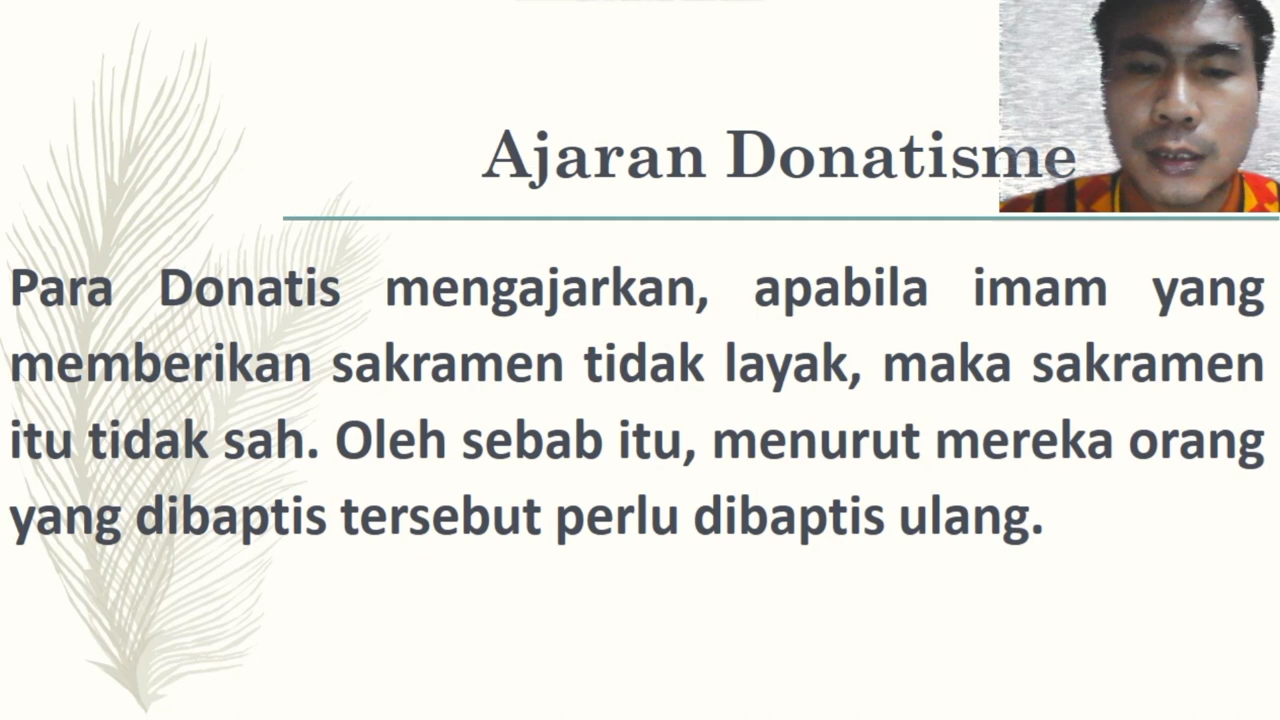 Ajaran Donatisme
Para Donatis mengajarkan, apabila imam yang
memberikan sakramen tidak layak, maka sakramen
itu tidak sah. Oleh sebab itu, menurut mereka orang
yang dibaptis tersebut perlu dibaptis ulang.